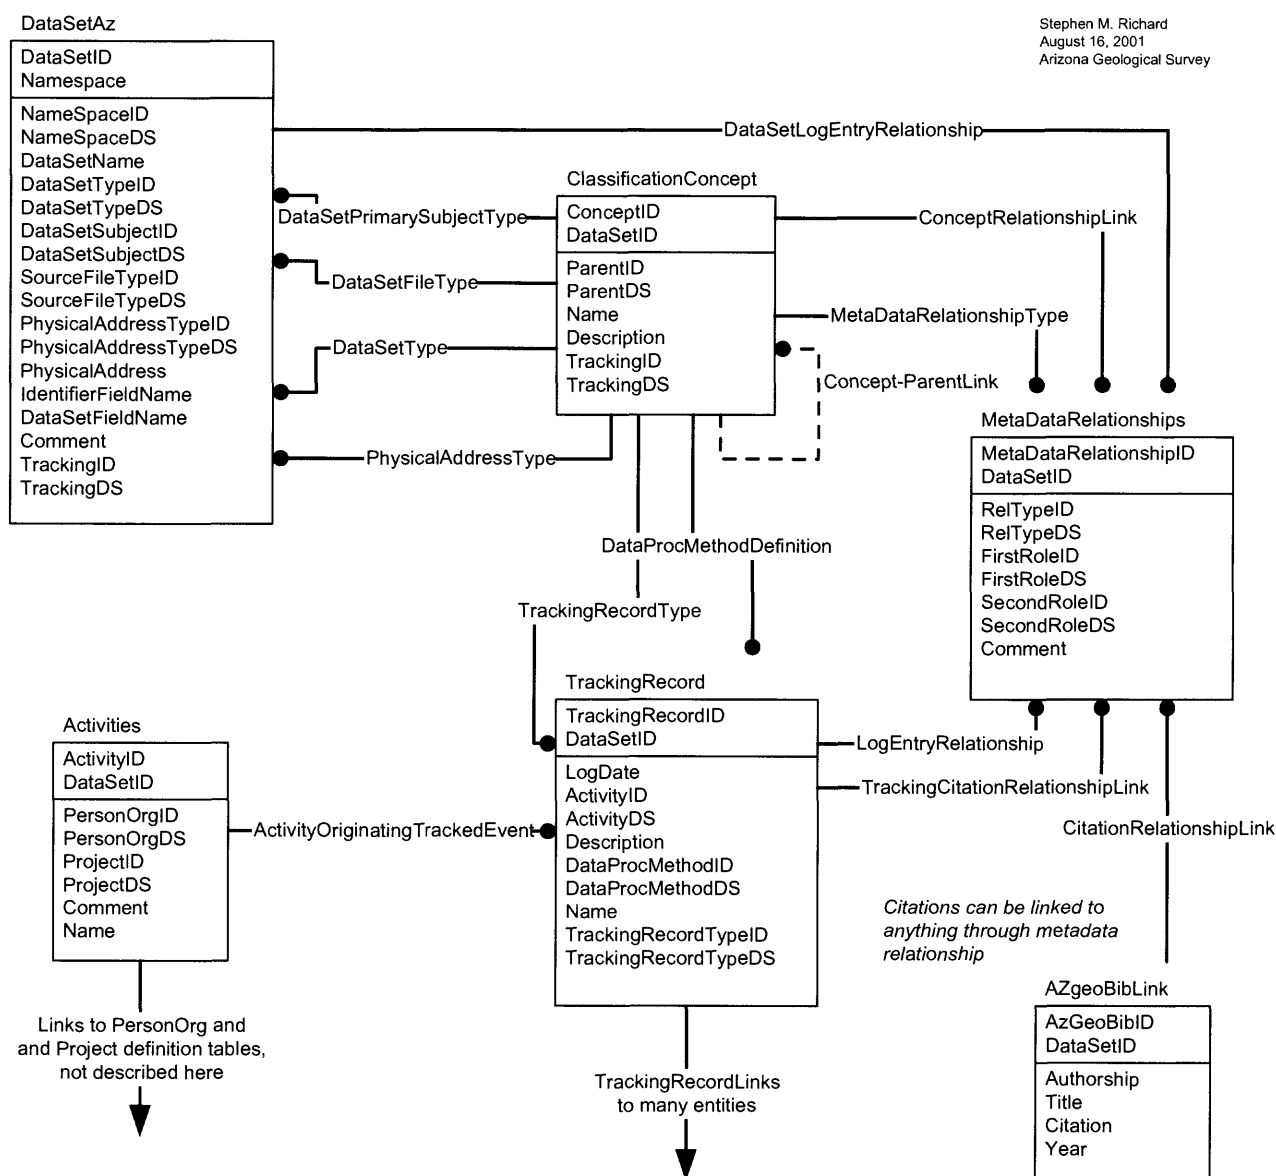 DataSetAz
Stephen M. Richard
August 16, 2001
Arizona Geological Survey
DataSetID
Namespace
NameSpaceID
NameSpaceDS
DataSetName
DataSetTypeID
DataSetTypeDS
DataSetSubjectID
DataSetSubjectDS
SourceFileTypeID
SourceFileTypeDS
PhysicalAddressTypeID
PhysicalAddressTypeDS
PhysicalAddress
IdentifierFieldName
DataSetFieldName
Comment
TrackingID
TrackingDS
DataSetLogEntryRelationship
DataSetPrimarySubjectType
DataSetFileType
DataSetType
PhysicalAddressType
ClassificationConcept
ConceptID
DataSetID
ParentID
ParentDS
Name
Description
TrackingID
TrackingDS
ConceptRelationshipLink
MetaDataRelationshipType
Concept-ParentLink
MetaDataRelationships
MetaDataRelationshipID
DataSetID
RelTypeID
RelTypeDS
FirstRoleID
FirstRoleDS
SecondRoleID
SecondRoleDS
Comment
DataProcMethodDefinition
TrackingRecordType
TrackingRecord
TrackingRecordID
DataSetID
LogDate
ActivityID
ActivityDS
Description
DataProcMethodID
DataProcMethodDS
Name
TrackingRecordTypeID
TrackingRecordTypeDS
Activities
ActivityID
DataSetID
PersonOrgID
PersonOrgDS
ProjectID
ProjectDS
Comment
Name
ActivityOriginatingTrackedEvent
LogEntryRelationship
TrackingCitationRelationshipLink
CitationRelationshipLink
Citations can be linked to
anything through metadata
relationship
Links to PersonOrg and
and Project definition tables,
not described here
TrackingRecordLinks
to many entities
AZgeoBibLink
AzGeoBibID
DataSetID
Authorship
Title
Citation
Year